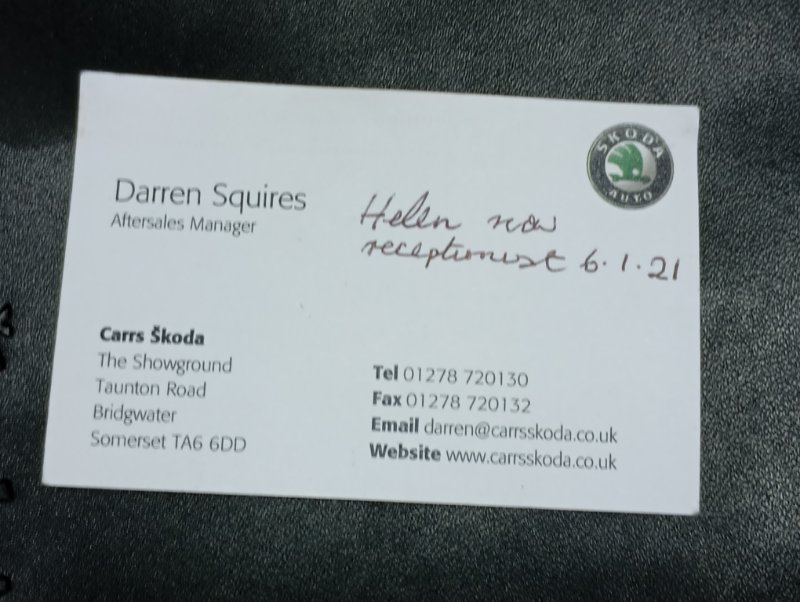 SKODA
AUTO
Darren Squires
Aftersales Manager
Helen now
receptionist 6.1.21
Carrs Škoda
The Showground
Taunton Road
Bridgwater
Somerset TA6 6DD
Tel 01278 720130
Fax 01278 720132
Email darren@carrsskoda.co.uk
Website www.carrsskoda.co.uk